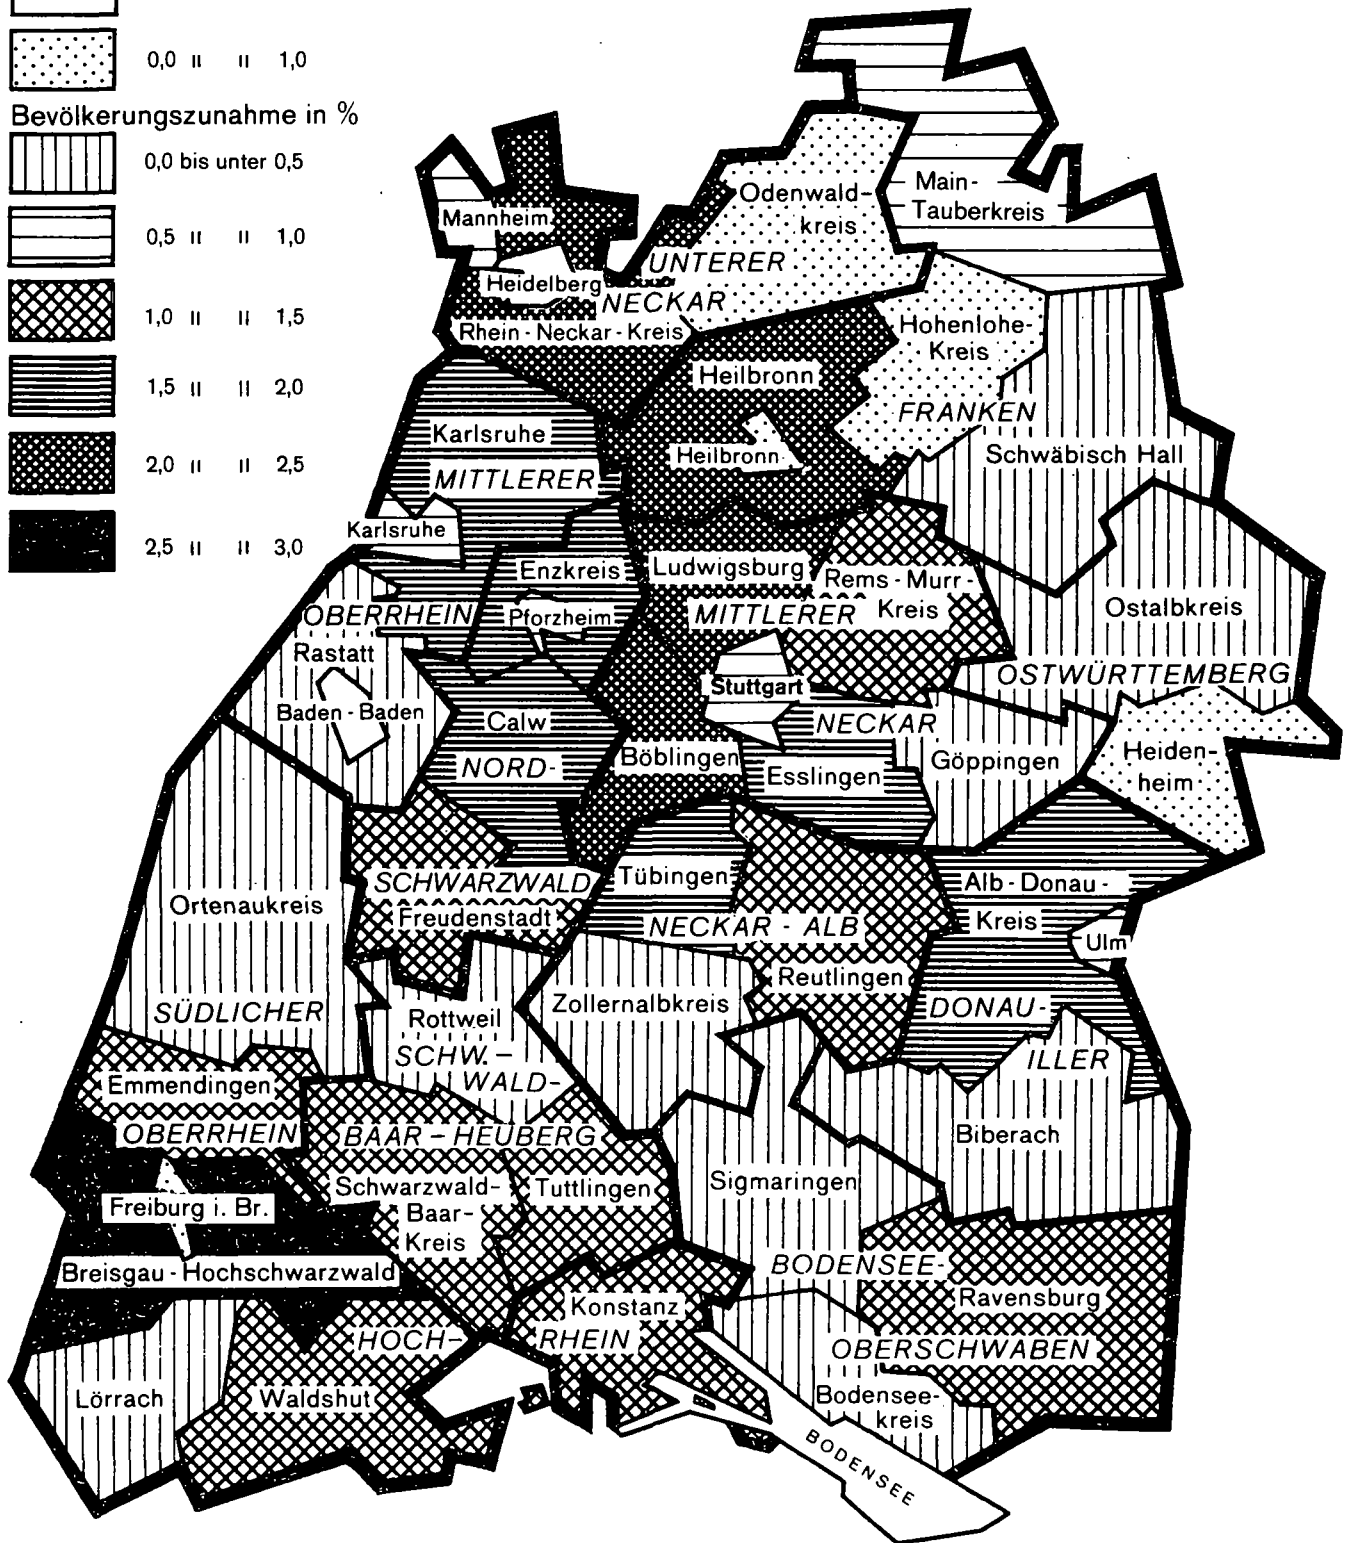 0,0 " " 1,0
Bevölkerungszunahme in %
0,0 bis unter 0,5
0,5 " " 1,0
1,0 " " 1,5
1,5 " " 2,0
2,0 " " 2,5
2,5 " " 3,0
Odenwald-
kreis
Main-
Tauberkreis
Mannheim
UNTERER
Heidelberg
NECKAR
Rhein-Neckar-Kreis
Hohenlohe-
Kreis
Heilbronn
FRANKEN
Karlsruhe
Heilbronn
Schwäbisch Hall
MITTLERER
Karlsruhe
Enzkreis
Ludwigsburg
Rems-Murr-
Kreis
Ostalbkreis
OBERRHEIN
Pforzheim
MITTLERER
Rastatt
OSTWÜRTTEMBERG
Stuttgart
Baden-Baden
Calw
NECKAR
Böblingen
Göppingen
Heiden-
heim
NORD-
Esslingen
SCHWARZWALD
Tübingen
Alb-Donau-
Kreis
Ortenaukreis
Freudenstadt
NECKAR-ALB
Ulm
Reutlingen
SÜDLICHER
Rottweil
Zollernalbkreis
DONAU-
SCHW.-
WALD-
ILLER
Emmendingen
OBERRHEIN
BAAR-HEUBERG
Biberach
Schwarzwald-
Baar-
Kreis
Tuttlingen
Sigmaringen
Freiburg i. Br.
Breisgau-Hochschwarzwald
BODENSEE-
Konstanz
Ravensburg
HOCH-
RHEIN
OBERSCHWABEN
Lörrach
Waldshut
Bodensee-
kreis
BODENSEE